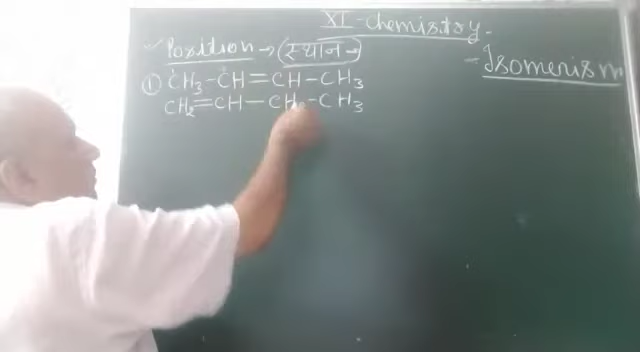 XI-chemistry.
Position → (स्थान →
- Isomerism
① CH₃-CH=CH-CH₃
CH₂=CH-CH₂-CH₃